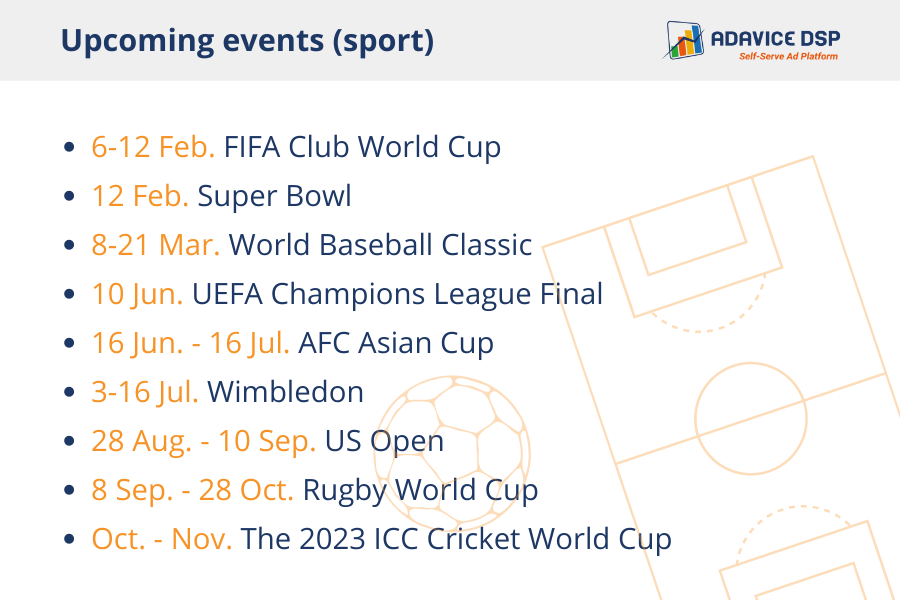 Upcoming events (sport)
ADAVICE DSP
Self-Serve Ad Platform
6-12 Feb. FIFA Club World Cup
12 Feb. Super Bowl
8-21 Mar. World Baseball Classic
10 Jun. UEFA Champions League Final
16 Jun. - 16 Jul. AFC Asian Cup
3-16 Jul. Wimbledon
28 Aug. - 10 Sep. US Open
8 Sep. - 28 Oct. Rugby World Cup
Oct. - Nov. The 2023 ICC Cricket World Cup